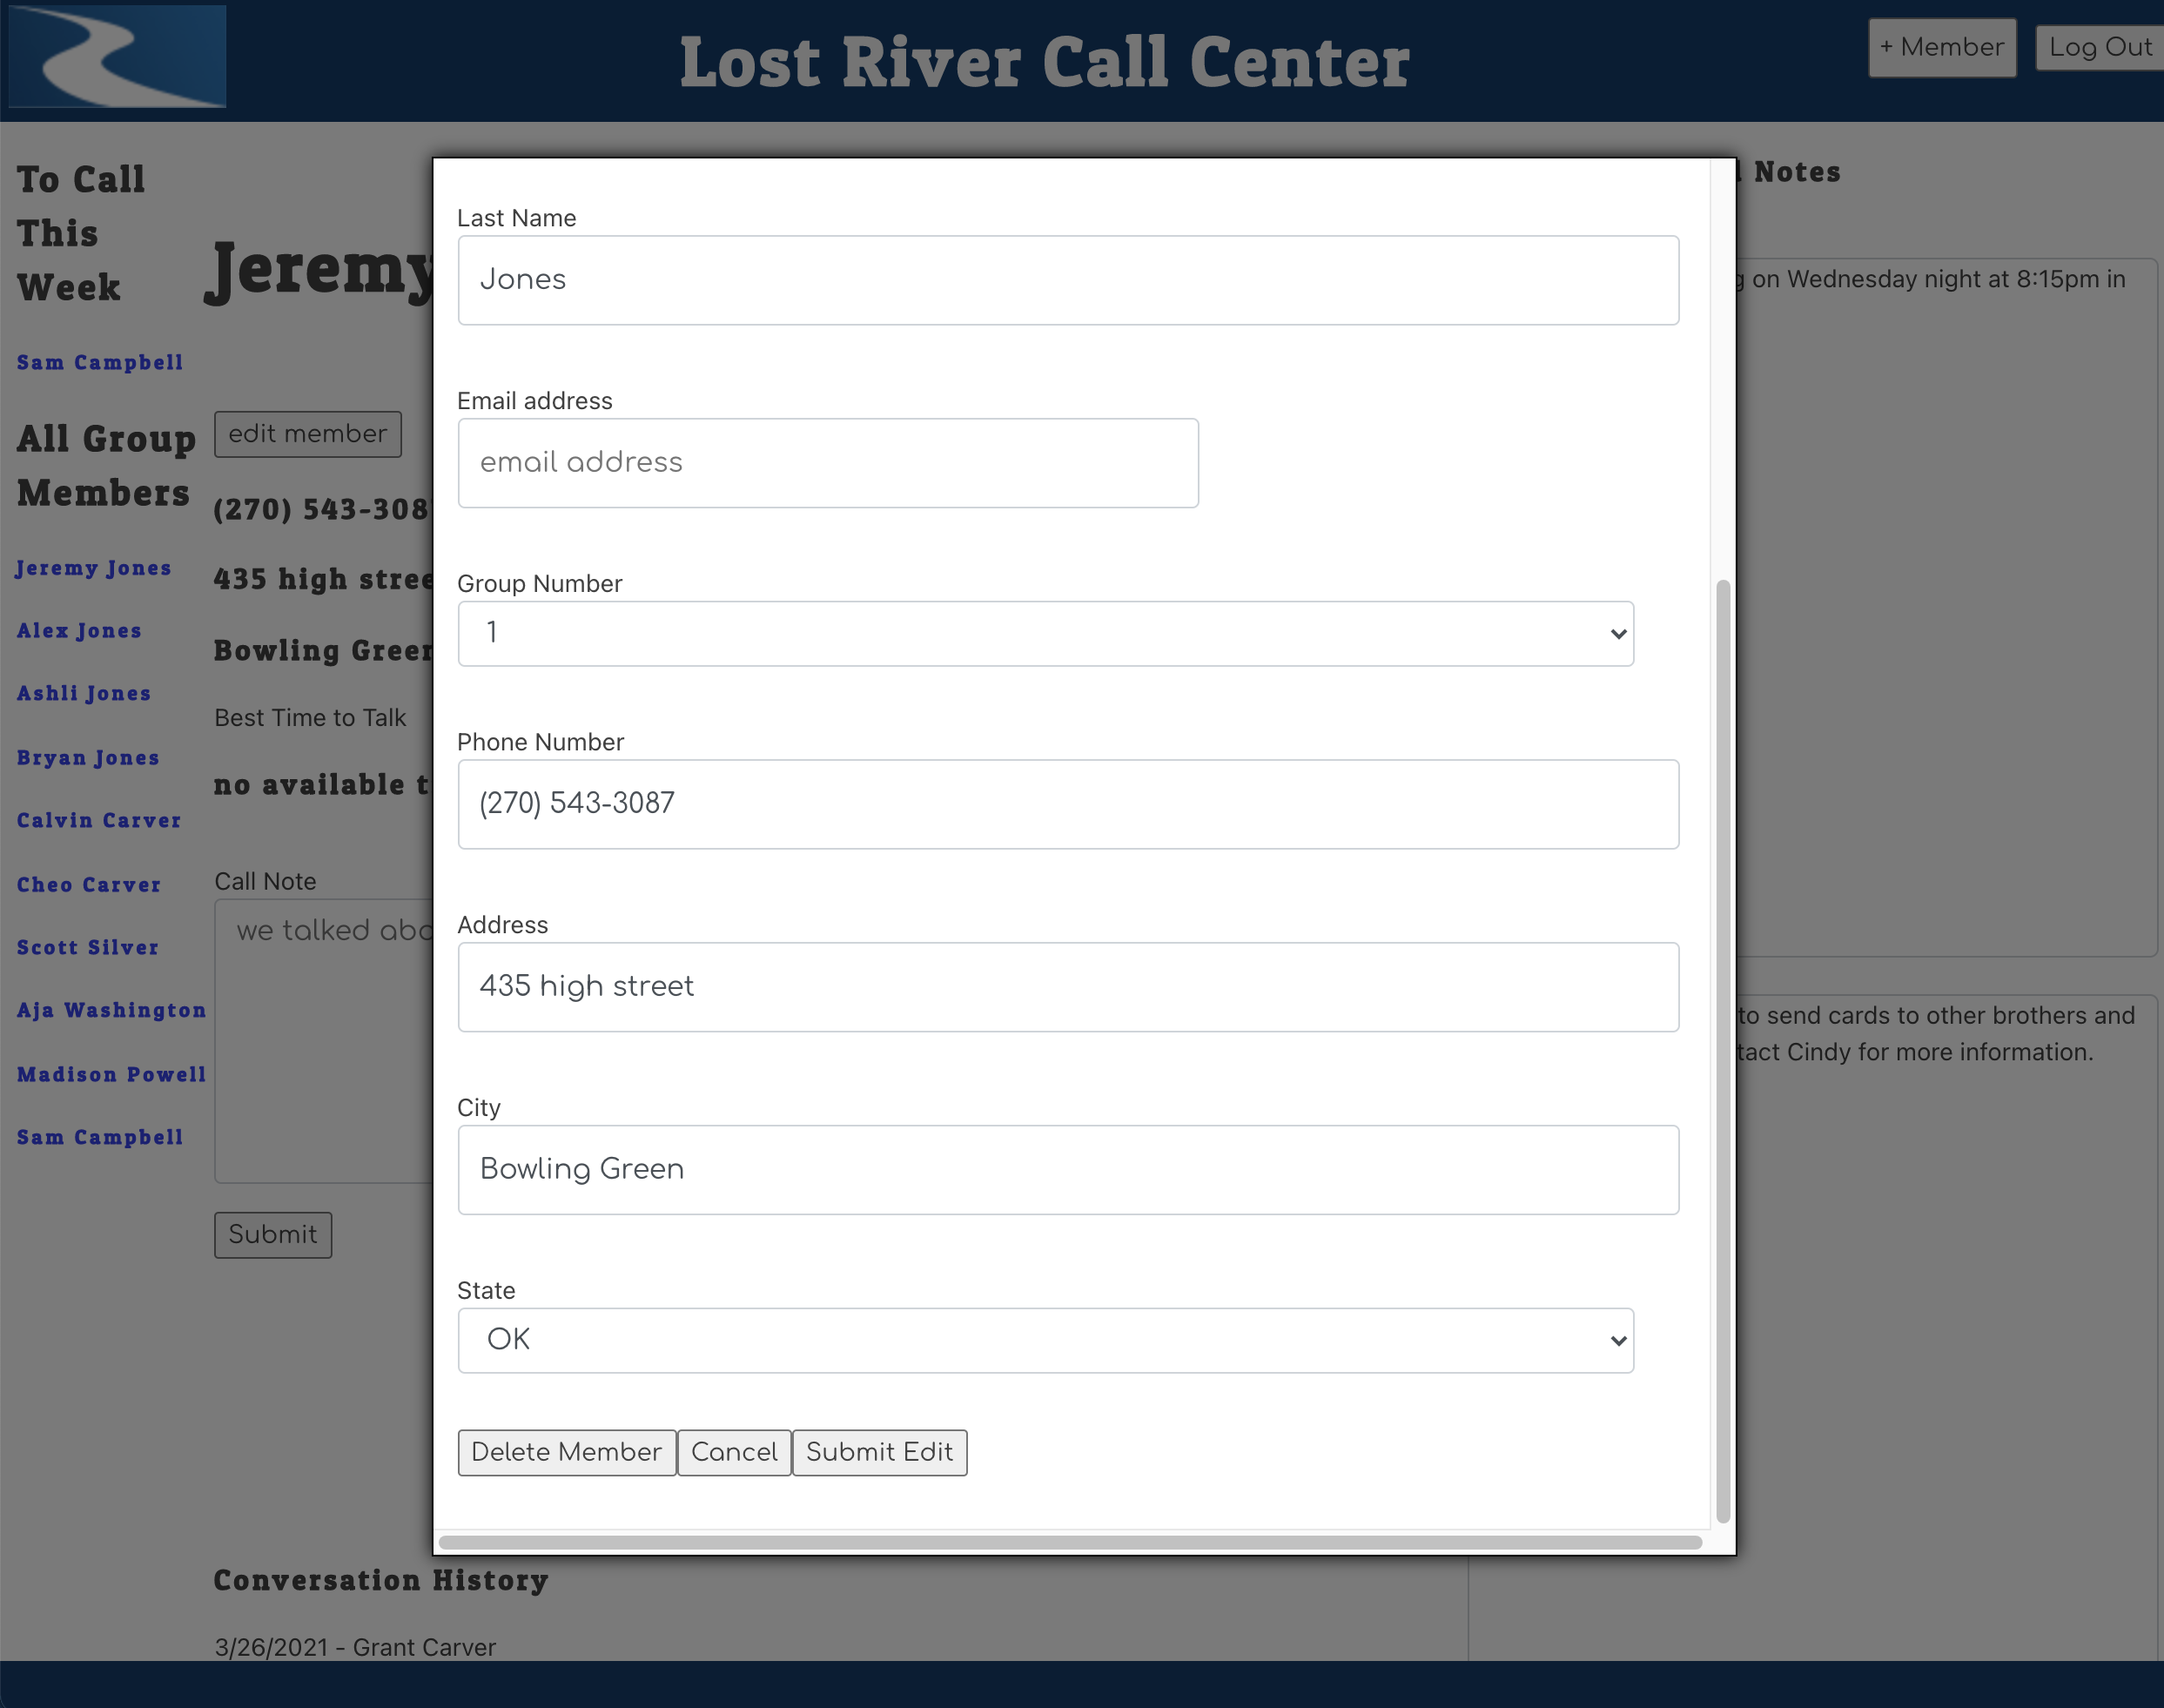 Lost River Call Center
+ Member
Log Out
To Call
This
Week
Sam Campbell
All Group
Members
Jeremy Jones
Alex Jones
Ashli Jones
Bryan Jones
Calvin Carver
Cheo Carver
Scott Silver
Aja Washington
Madison Powell
Sam Campbell
Jeremy
edit member
(270) 543-308
435 high stree
Bowling Green
Best Time to Talk
no available t
Call Note
we talked abo
Submit
Conversation History
3/26/2021 - Grant Carver
Last Name
Jones
Email address
email address
Group Number
1
Phone Number
(270) 543-3087
Address
435 high street
City
Bowling Green
State
OK
Delete Member
Cancel
Submit Edit
Notes
on Wednesday night at 8:15pm in
to send cards to other brothers and
tact Cindy for more information.